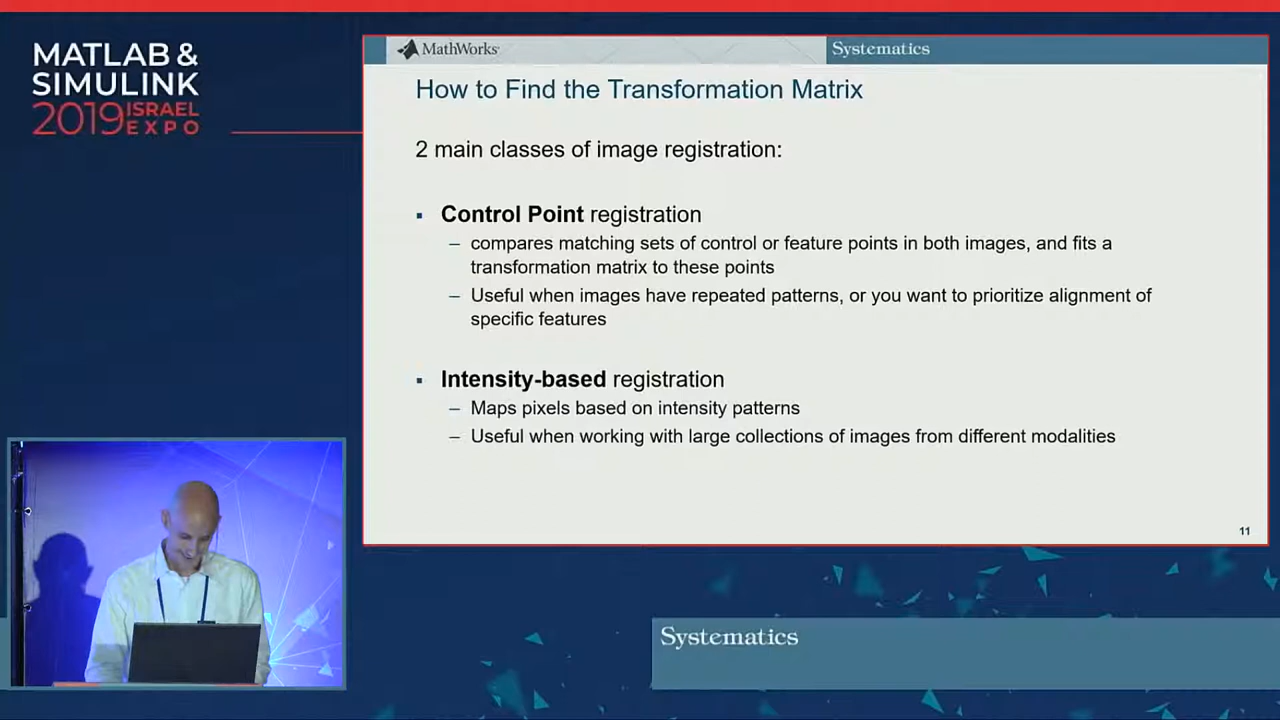 MATLAB &
SIMULINK
2019 ISRAEL
EXPO
MathWorks
Systematics
How to Find the Transformation Matrix
2 main classes of image registration:
▪ Control Point registration
– compares matching sets of control or feature points in both images, and fits a
transformation matrix to these points
– Useful when images have repeated patterns, or you want to prioritize alignment of
specific features
▪ Intensity-based registration
– Maps pixels based on intensity patterns
– Useful when working with large collections of images from different modalities
11
Systematics